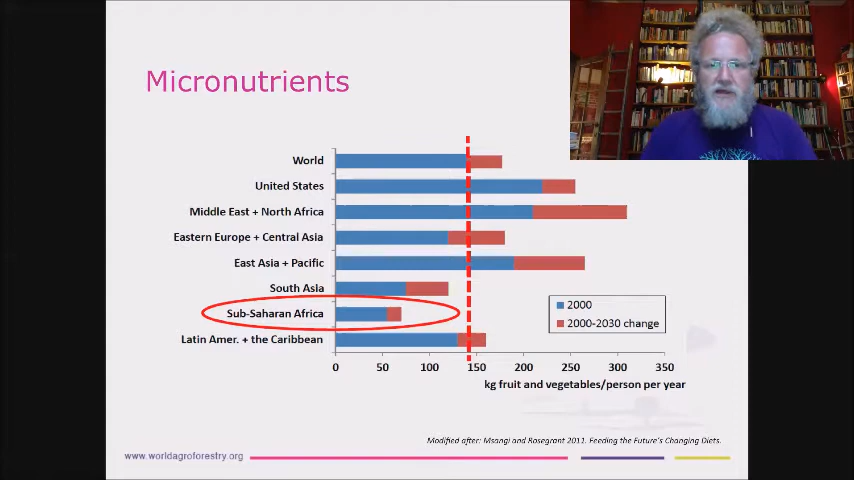 Micronutrients
World
United States
Middle East + North Africa
Eastern Europe + Central Asia
East Asia + Pacific
South Asia
Sub-Saharan Africa
Latin Amer. + the Caribbean
2000
2000-2030 change
0 50 100 150 200 250 300 350
kg fruit and vegetables/person per year
Modified after: Msangi and Rosegrant 2011. Feeding the Future's Changing Diets.
www.worldagroforestry.org